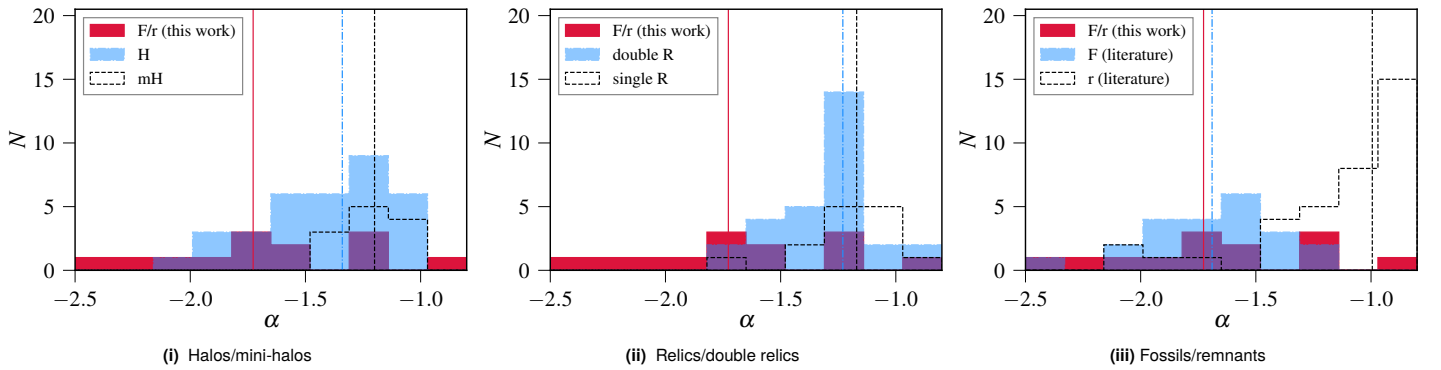 20
15
10
5
0
N
F/r (this work)
H
mH
−2.5
−2.0
−1.5
−1.0
α
(i) Halos/mini-halos
20
15
10
5
0
N
F/r (this work)
double R
single R
−2.5
−2.0
−1.5
−1.0
α
(ii) Relics/double relics
20
15
10
5
0
N
F/r (this work)
F (literature)
r (literature)
−2.5
−2.0
−1.5
−1.0
α
(iii) Fossils/remnants